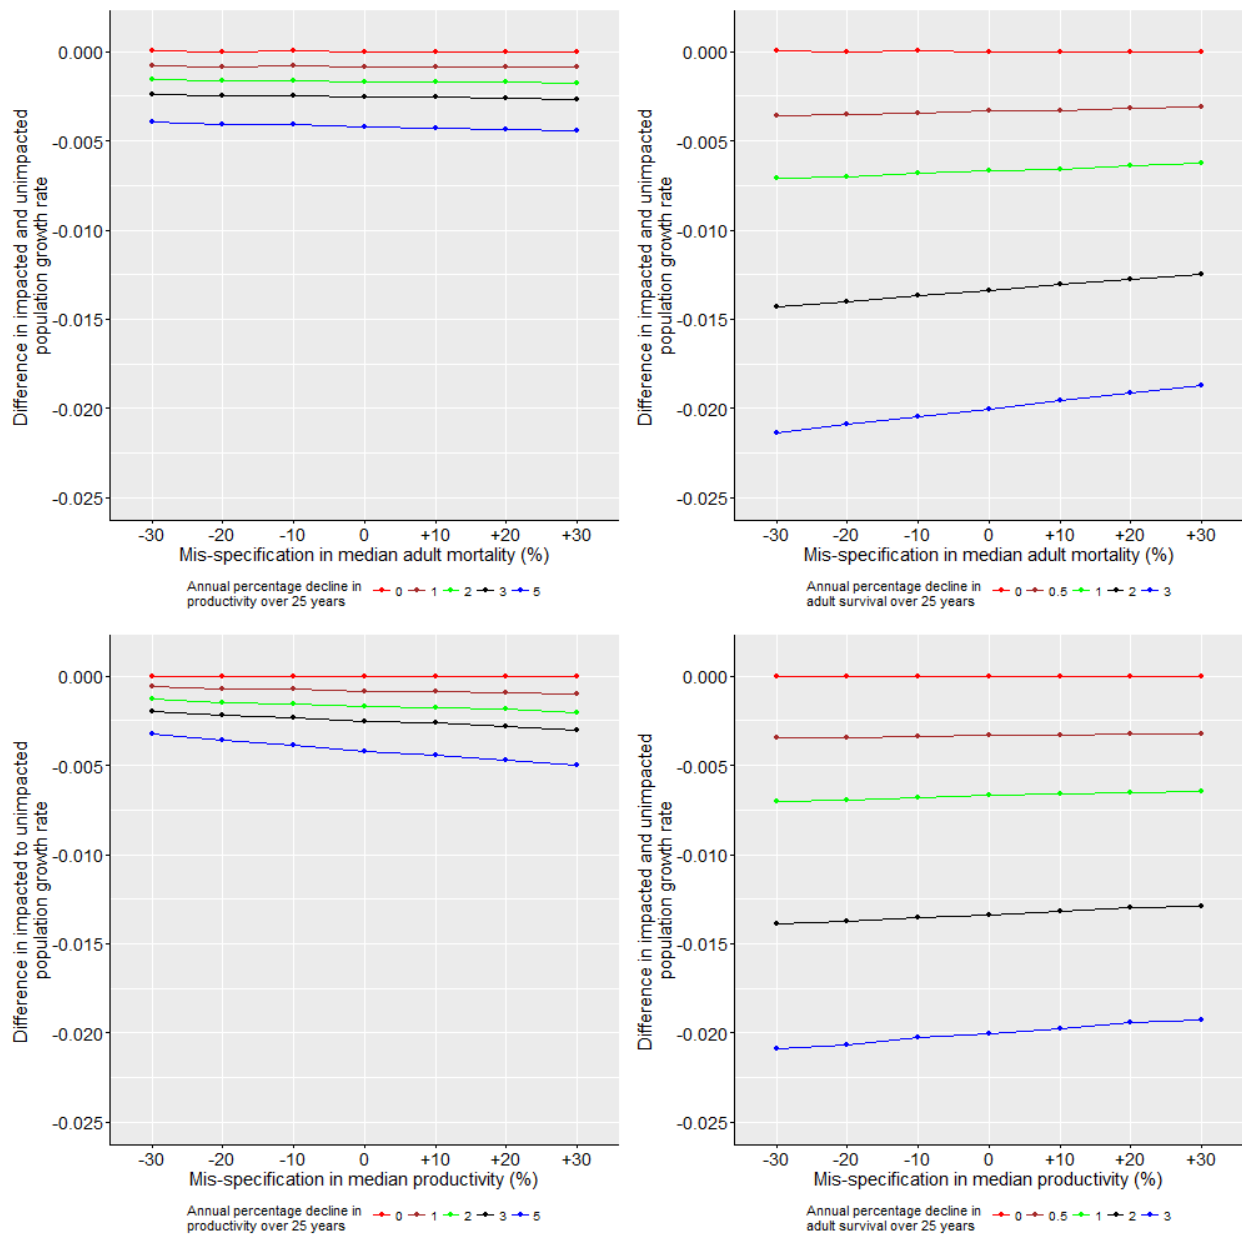 Difference in impacted and unimpacted
population growth rate
0.000
-0.005
-0.010
-0.015
-0.020
-0.025
-30 -20 -10 0 +10 +20 +30
Mis-specification in median adult mortality (%)
Annual percentage decline in
productivity over 25 years 0 1 2 3 5
Difference in impacted and unimpacted
population growth rate
0.000
-0.005
-0.010
-0.015
-0.020
-0.025
-30 -20 -10 0 +10 +20 +30
Mis-specification in median adult mortality (%)
Annual percentage decline in
adult survival over 25 years 0 0.5 1 2 3
Difference in impacted to unimpacted
population growth rate
0.000
-0.005
-0.010
-0.015
-0.020
-0.025
-30 -20 -10 0 +10 +20 +30
Mis-specification in median productivity (%)
Annual percentage decline in
productivity over 25 years 0 1 2 3 5
Difference in impacted and unimpacted
population growth rate
0.000
-0.005
-0.010
-0.015
-0.020
-0.025
-30 -20 -10 0 +10 +20 +30
Mis-specification in median productivity (%)
Annual percentage decline in
adult survival over 25 years 0 0.5 1 2 3